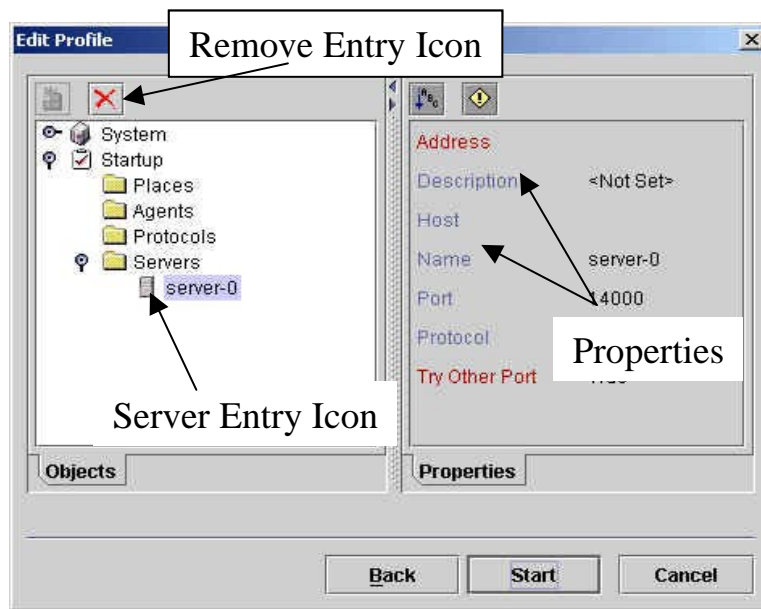 Edit Profile
Remove Entry Icon
System
Startup
Places
Agents
Protocols
Servers
server-0
Server Entry Icon
Objects
Address
Description <Not Set>
Host
Name server-0
Port 14000
Protocol
Try Other Port
Properties
Properties
Back Start Cancel